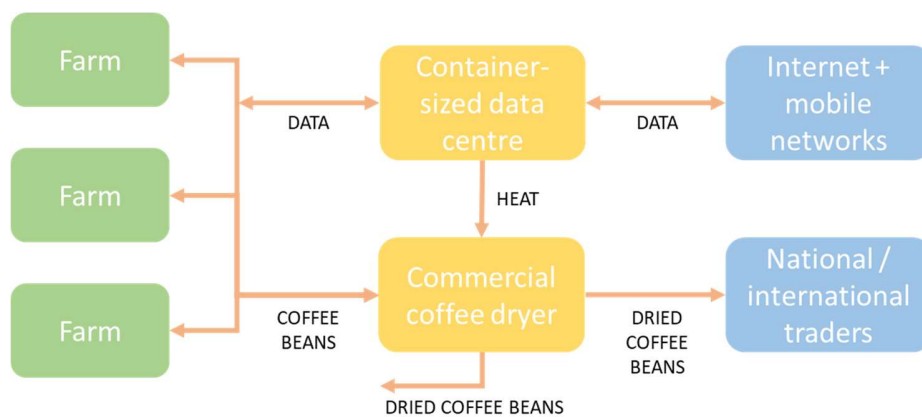 Farm
Farm
Farm
DATA
Container-
sized data
centre
DATA
Internet +
mobile
networks
HEAT
COFFEE
BEANS
Commercial
coffee dryer
DRIED
COFFEE
BEANS
National /
international
traders
DRIED COFFEE BEANS